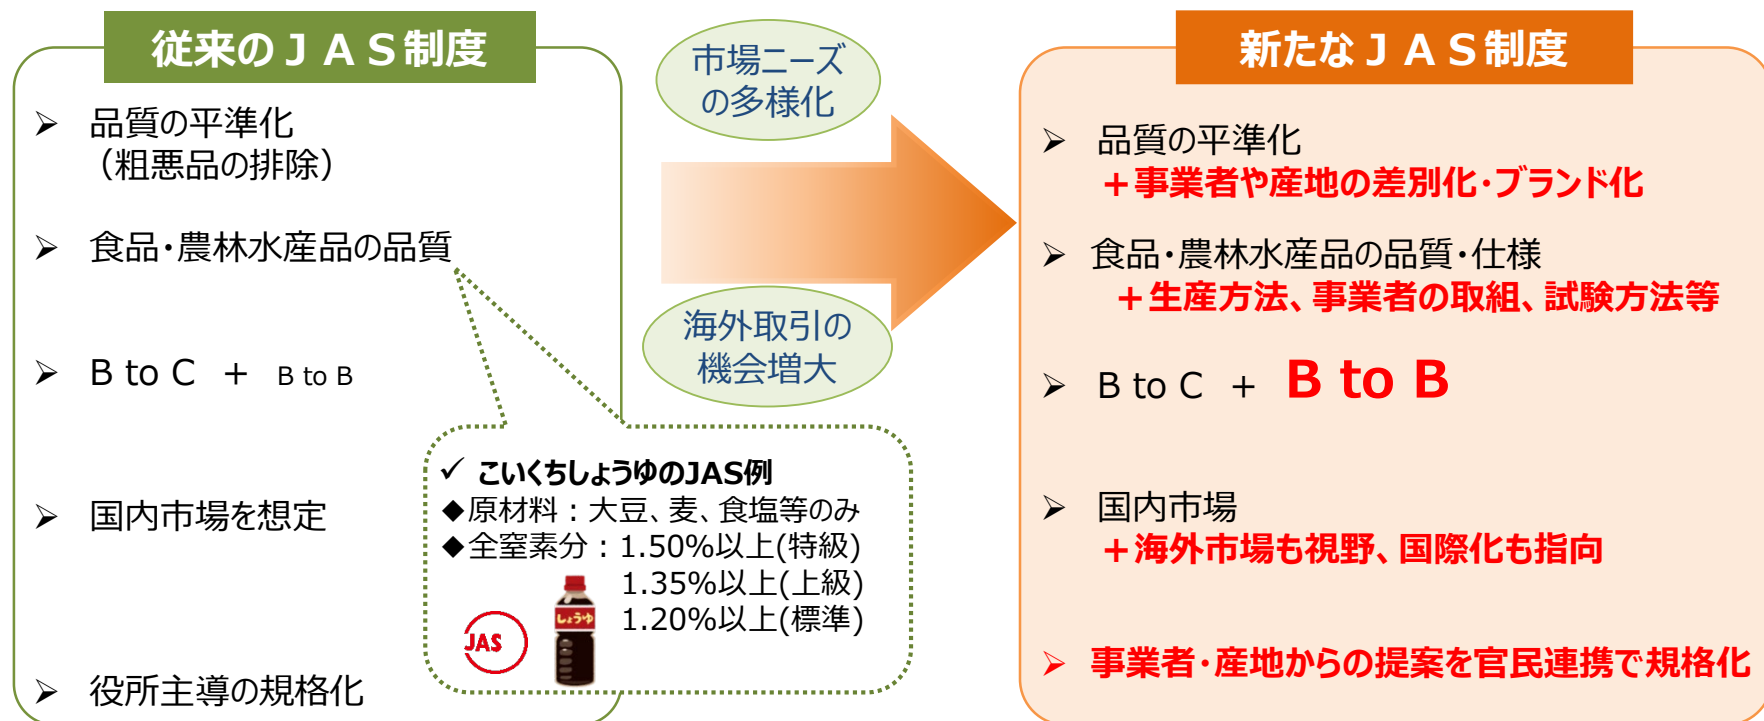 従来のＪＡＳ制度
➢ 品質の平準化
（粗悪品の排除）
➢ 食品・農林水産品の品質
➢ B to C + B to B
➢ 国内市場を想定
➢ 役所主導の規格化
✓ こいくちしょうゆのJAS例
◆原材料：大豆、麦、食塩等のみ
◆全窒素分：1.50%以上(特級)
1.35%以上(上級)
1.20%以上(標準)
JAS
しょうゆ
市場ニーズ
の多様化
海外取引の
機会増大
新たなＪＡＳ制度
➢ 品質の平準化
＋事業者や産地の差別化・ブランド化
➢ 食品・農林水産品の品質・仕様
＋生産方法、事業者の取組、試験方法等
➢ B to C + B to B
➢ 国内市場
＋海外市場も視野、国際化も指向
➢ 事業者・産地からの提案を官民連携で規格化